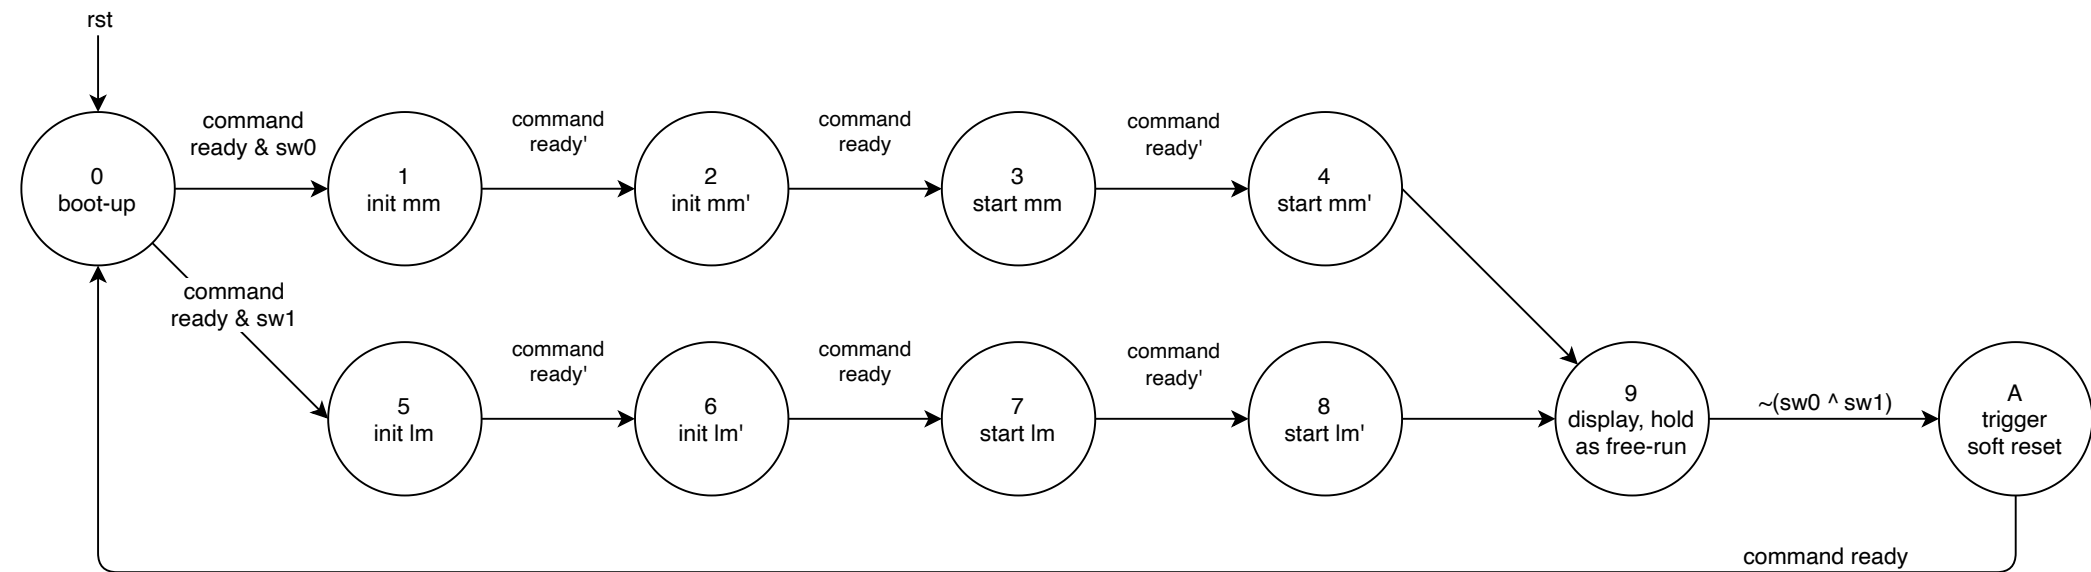 rst
command
ready & sw0
command
ready'
command
ready
command
ready'
0
boot-up
1
init mm
2
init mm'
3
start mm
4
start mm'
command
ready & sw1
command
ready'
command
ready
command
ready'
5
init lm
6
init lm'
7
start lm
8
start lm'
9
display, hold
as free-run
~(sw0 ^ sw1)
A
trigger
soft reset
command ready